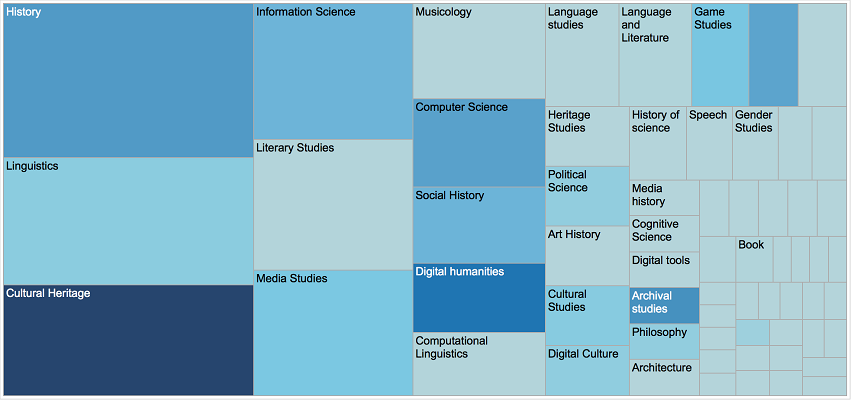 History
Linguistics
Cultural Heritage
Information Science
Literary Studies
Media Studies
Musicology
Computer Science
Social History
Digital humanities
Computational
Linguistics
Language
studies
Language
and
Literature
Game
Studies
Heritage
Studies
Political
Science
Art History
Cultural
Studies
Digital Culture
History of
science
Speech
Gender
Studies
Media
history
Cognitive
Science
Digital tools
Archival
studies
Philosophy
Architecture
Book